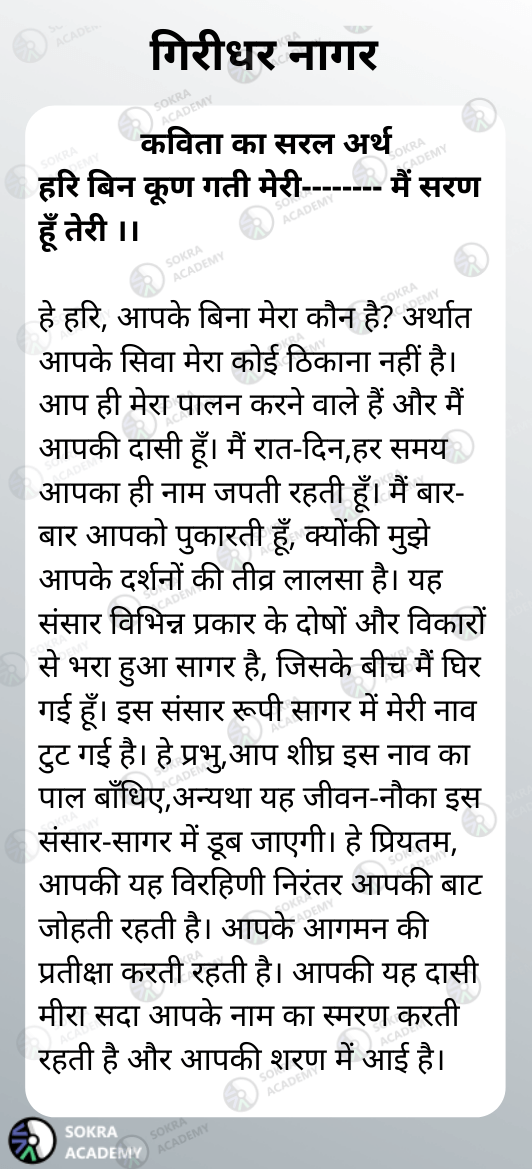 गिरीधर नागर
कविता का सरल अर्थ
हरि बिन कूण गती मेरी-------- मैं सरण
हूँ तेरी ।।
हे हरि, आपके बिना मेरा कौन है? अर्थात
आपके सिवा मेरा कोई ठिकाना नहीं है।
आप ही मेरा पालन करने वाले हैं और मैं
आपकी दासी हूँ। मैं रात-दिन,हर समय
आपका ही नाम जपती रहती हूँ। मैं बार-
बार आपको पुकारती हूँ, क्योंकी मुझे
आपके दर्शनों की तीव्र लालसा है। यह
संसार विभिन्न प्रकार के दोषों और विकारों
से भरा हुआ सागर है, जिसके बीच मैं घिर
गई हूँ। इस संसार रूपी सागर में मेरी नाव
टुट गई है। हे प्रभु,आप शीघ्र इस नाव का
पाल बाँधिए,अन्यथा यह जीवन-नौका इस
संसार-सागर में डूब जाएगी। हे प्रियतम,
आपकी यह विरहिणी निरंतर आपकी बाट
जोहती रहती है। आपके आगमन की
प्रतीक्षा करती रहती है। आपकी यह दासी
मीरा सदा आपके नाम का स्मरण करती
रहती है और आपकी शरण में आई है।
SOKRA
ACADEMY